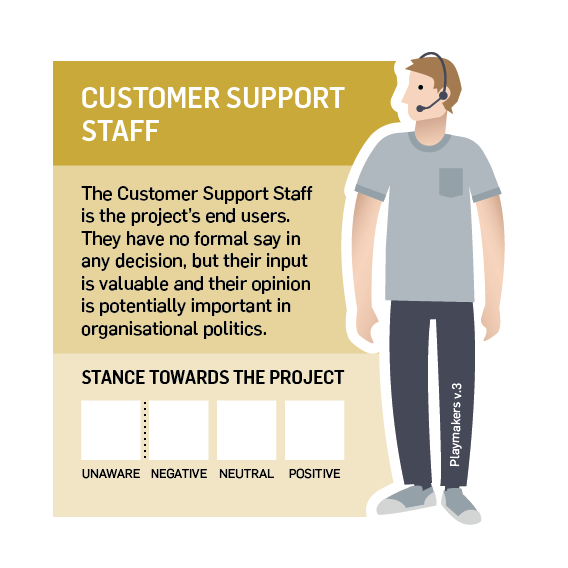 CUSTOMER SUPPORT
STAFF
The Customer Support Staff
is the project's end users.
They have no formal say in
any decision, but their input
is valuable and their opinion
is potentially important in
organisational politics.
STANCE TOWARDS THE PROJECT
UNAWARE NEGATIVE NEUTRAL POSITIVE
Playmakers v.3